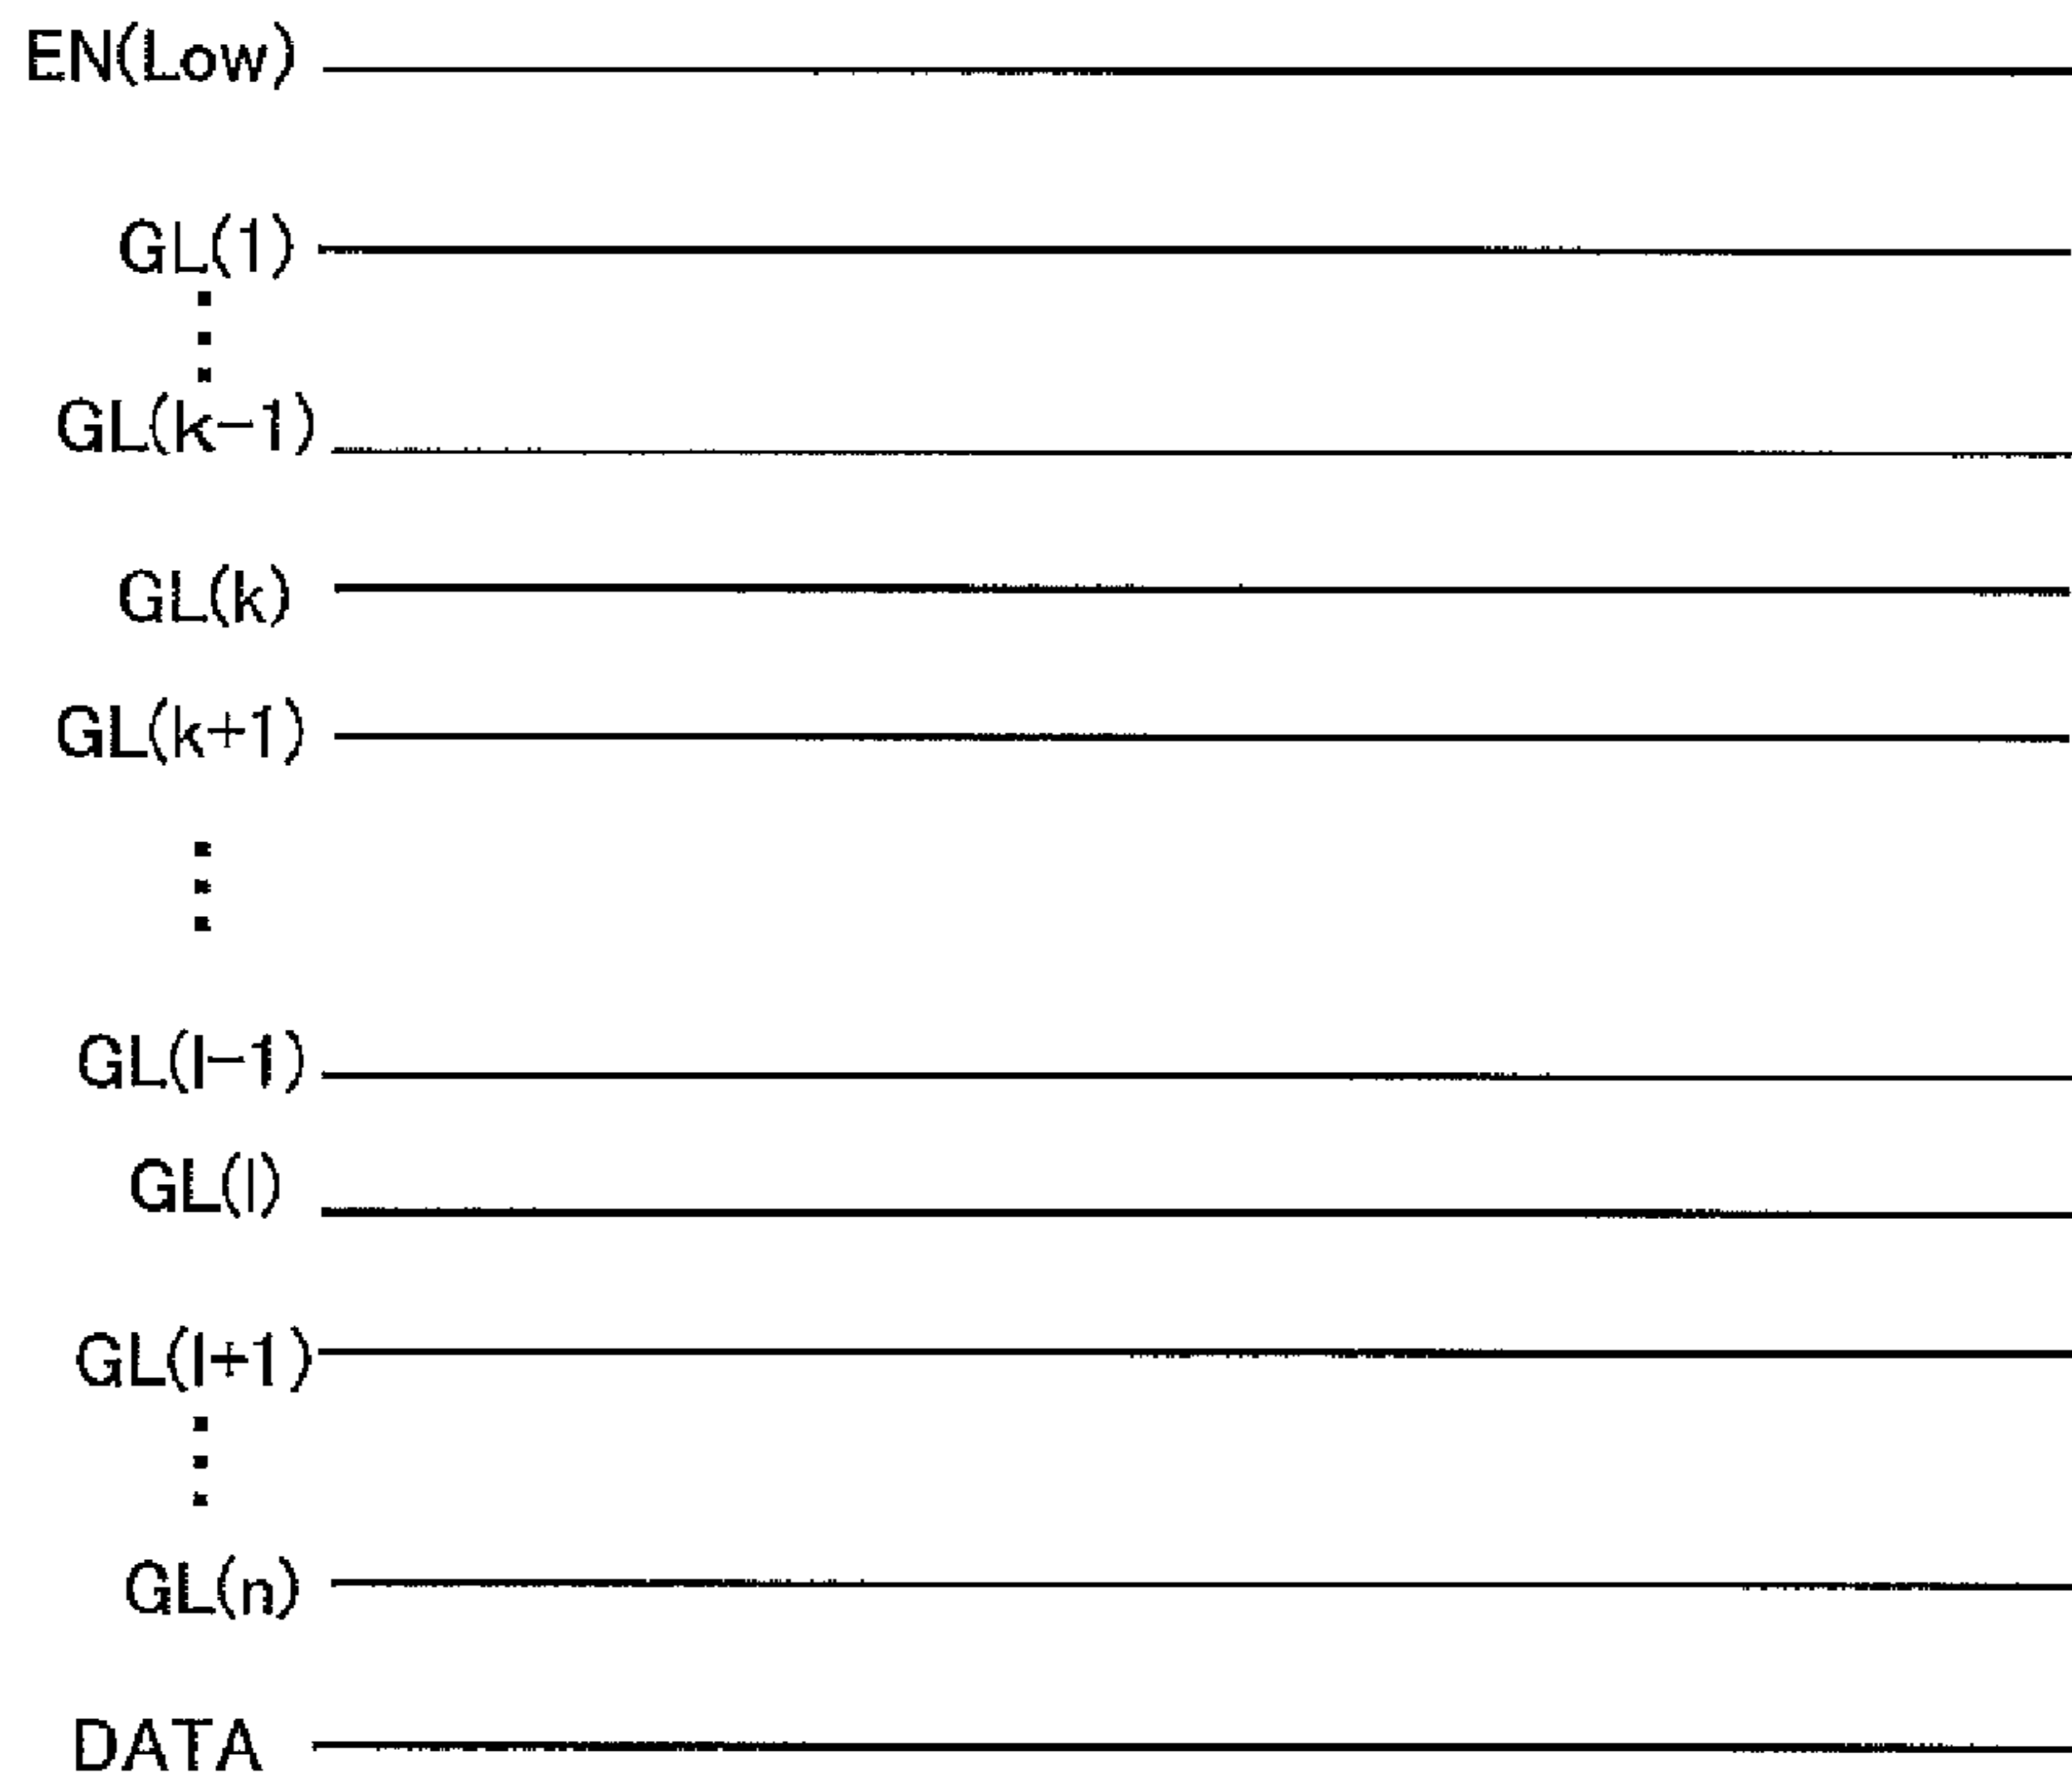 EN(Low)
GL(1)
GL(k-1)
GL(k)
GL(k+1)
GL(l-1)
GL(l)
GL(l+1)
GL(n)
DATA